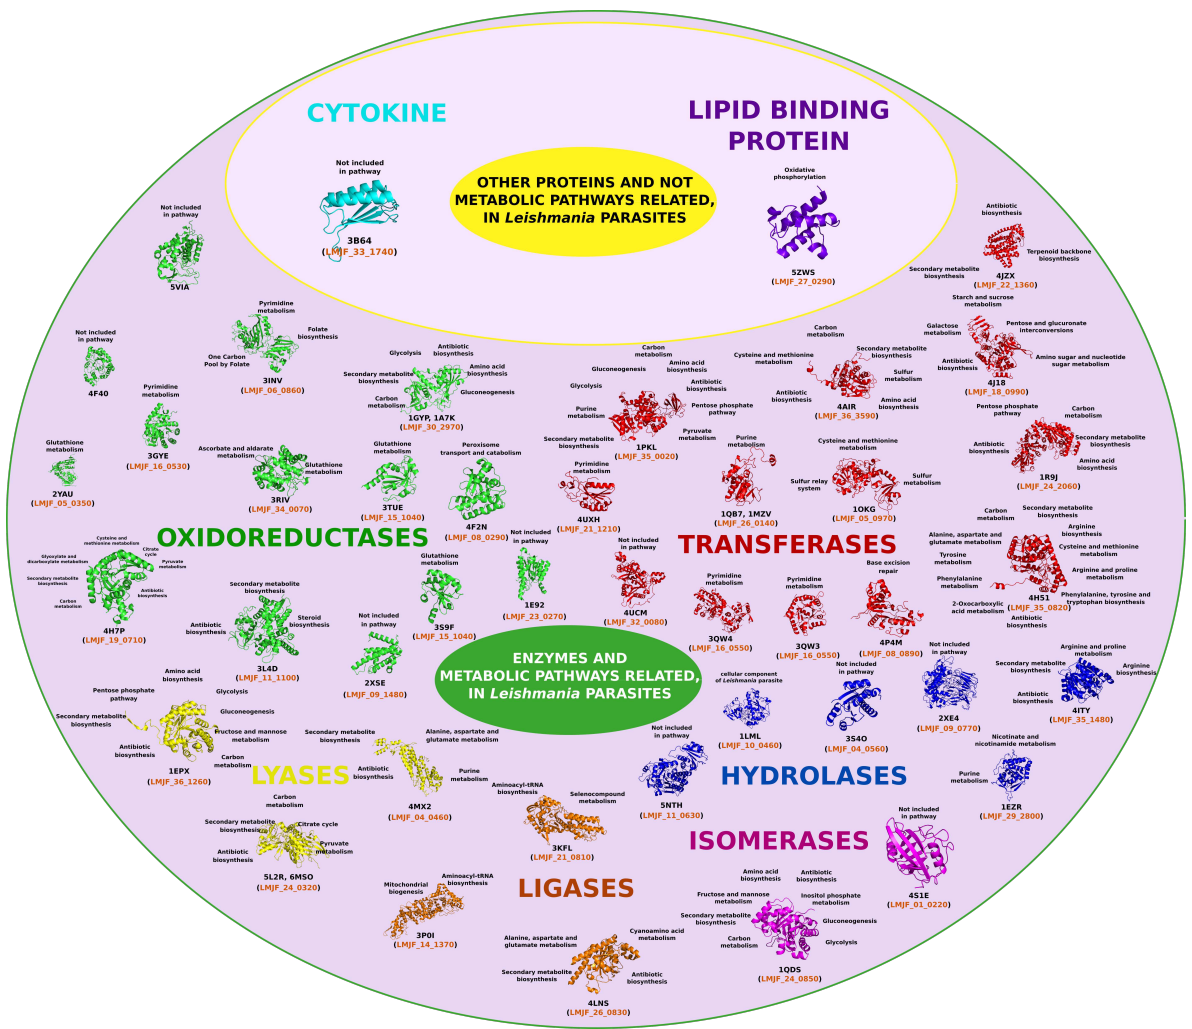 CYTOKINE
LIPID BINDING
PROTEIN
Not included
in pathway
3B64
(LMJF_33_1740)
OTHER PROTEINS AND NOT
METABOLIC PATHWAYS RELATED,
IN Leishmania PARASITES
Oxidative
phosphorylation
5ZWS
(LMJF_27_0290)
Not included
in pathway
5VIA
Not included
in pathway
4F40
Pyrimidine
metabolism
Folate
biosynthesis
One Carbon
Pool by Folate
3INV
(LMJF_06_0860)
Pyrimidine
metabolism
3GYE
(LMJF_16_0530)
Glutathione
metabolism
2YAU
(LMJF_05_0350)
Glycolysis
Antibiotic
biosynthesis
Secondary metabolite
biosynthesis
Amino acid
biosynthesis
Carbon
metabolism
Gluconeogenesis
1GYP, 1A7K
(LMJF_30_2970)
Ascorbate and aldarate
metabolism
Glutathione
metabolism
3RIV
(LMJF_34_0070)
Glutathione
metabolism
3TUE
(LMJF_15_1040)
Peroxisome
transport and catabolism
4F2N
(LMJF_08_0290)
OXIDOREDUCTASES
Cysteine and
methionine metabolism
Citrate
cycle
Glyoxylate and
dicarboxylate metabolism
Pyruvate
metabolism
Secondary metabolite
biosynthesis
Antibiotic
biosynthesis
Carbon
metabolism
4H7P
(LMJF_19_0710)
Secondary metabolite
biosynthesis
Antibiotic
biosynthesis
Steroid
biosynthesis
3L4D
(LMJF_11_1100)
Not included
in pathway
2XSE
(LMJF_09_1480)
Glutathione
metabolism
3S9F
(LMJF_15_1040)
Not included
in pathway
1E92
(LMJF_23_0270)
Antibiotic
biosynthesis
Terpenoid backbone
biosynthesis
Secondary metabolite
biosynthesis
4JZX
(LMJF_22_1360)
Starch and sucrose
metabolism
Galactose
metabolism
Pentose and glucuronate
interconversions
Antibiotic
biosynthesis
Amino sugar and nucleotide
sugar metabolism
4J18
(LMJF_18_0990)
Carbon
metabolism
Cysteine and methionine
metabolism
Secondary metabolite
biosynthesis
Sulfur
metabolism
Antibiotic
biosynthesis
Amino acid
biosynthesis
4AIR
(LMJF_36_3590)
Carbon
metabolism
Gluconeogenesis
Amino acid
biosynthesis
Glycolysis
Antibiotic
biosynthesis
Purine
metabolism
Pentose phosphate
pathway
Secondary metabolite
biosynthesis
Pyruvate
metabolism
1PKL
(LMJF_35_0020)
Pyrimidine
metabolism
4UXH
(LMJF_21_1210)
Purine
metabolism
1QB7, 1MZV
(LMJF_26_0140)
Cysteine and methionine
metabolism
Sulfur relay
system
Sulfur
metabolism
1OKG
(LMJF_05_0970)
Pentose phosphate
pathway
Carbon
metabolism
Antibiotic
biosynthesis
Secondary metabolite
biosynthesis
Amino acid
biosynthesis
1R9J
(LMJF_24_2060)
TRANSFERASES
Not included
in pathway
4UCM
(LMJF_32_0080)
Pyrimidine
metabolism
3QW4
(LMJF_16_0550)
Pyrimidine
metabolism
3QW3
(LMJF_16_0550)
Base excision
repair
4P4M
(LMJF_08_0890)
Carbon
metabolism
Secondary metabolite
biosynthesis
Alanine, aspartate and
glutamate metabolism
Arginine
biosynthesis
Tyrosine
metabolism
Cysteine and methionine
metabolism
Phenylalanine
metabolism
Arginine and proline
metabolism
2-Oxocarboxylic
acid metabolism
Phenylalanine, tyrosine and
tryptophan biosynthesis
4H51
(LMJF_35_0820)
Antibiotic
biosynthesis
ENZYMES AND
METABOLIC PATHWAYS RELATED,
IN Leishmania PARASITES
Amino acid
biosynthesis
Pentose phosphate
pathway
Glycolysis
Secondary metabolite
biosynthesis
Gluconeogenesis
Fructose and mannose
metabolism
Antibiotic
biosynthesis
Carbon
metabolism
1EPX
(LMJF_36_1260)
LYASES
Secondary metabolite
biosynthesis
Alanine, aspartate and
glutamate metabolism
Antibiotic
biosynthesis
Purine
metabolism
4MX2
(LMJF_04_0460)
Carbon
metabolism
Secondary metabolite
biosynthesis
Citrate cycle
Antibiotic
biosynthesis
Pyruvate
metabolism
5L2R, 6MSO
(LMJF_24_0320)
cellular component
of Leishmania parasite
1LML
(LMJF_10_0460)
Not included
in pathway
3S4O
(LMJF_04_0560)
Not included
in pathway
2XE4
(LMJF_09_0770)
Arginine and proline
metabolism
Secondary metabolite
biosynthesis
Arginine
biosynthesis
Antibiotic
biosynthesis
4ITY
(LMJF_35_1480)
Not included
in pathway
5NTH
(LMJF_11_0630)
HYDROLASES
Nicotinate and
nicotinamide metabolism
Purine
metabolism
1EZR
(LMJF_29_2800)
Aminoacyl-tRNA
biosynthesis
Selenocompound
metabolism
3KFL
(LMJF_21_0810)
LIGASES
Mitochondrial
biogenesis
Aminoacyl-tRNA
biosynthesis
3P0I
(LMJF_14_1370)
Alanine, aspartate and
glutamate metabolism
Cyanoamino acid
metabolism
Secondary metabolite
biosynthesis
Antibiotic
biosynthesis
4LNS
(LMJF_26_0830)
ISOMERASES
Not included
in pathway
4S1E
(LMJF_01_0220)
Amino acid
biosynthesis
Antibiotic
biosynthesis
Fructose and mannose
metabolism
Inositol phosphate
metabolism
Secondary metabolite
biosynthesis
Gluconeogenesis
Carbon
metabolism
Glycolysis
1QDS
(LMJF_24_0850)